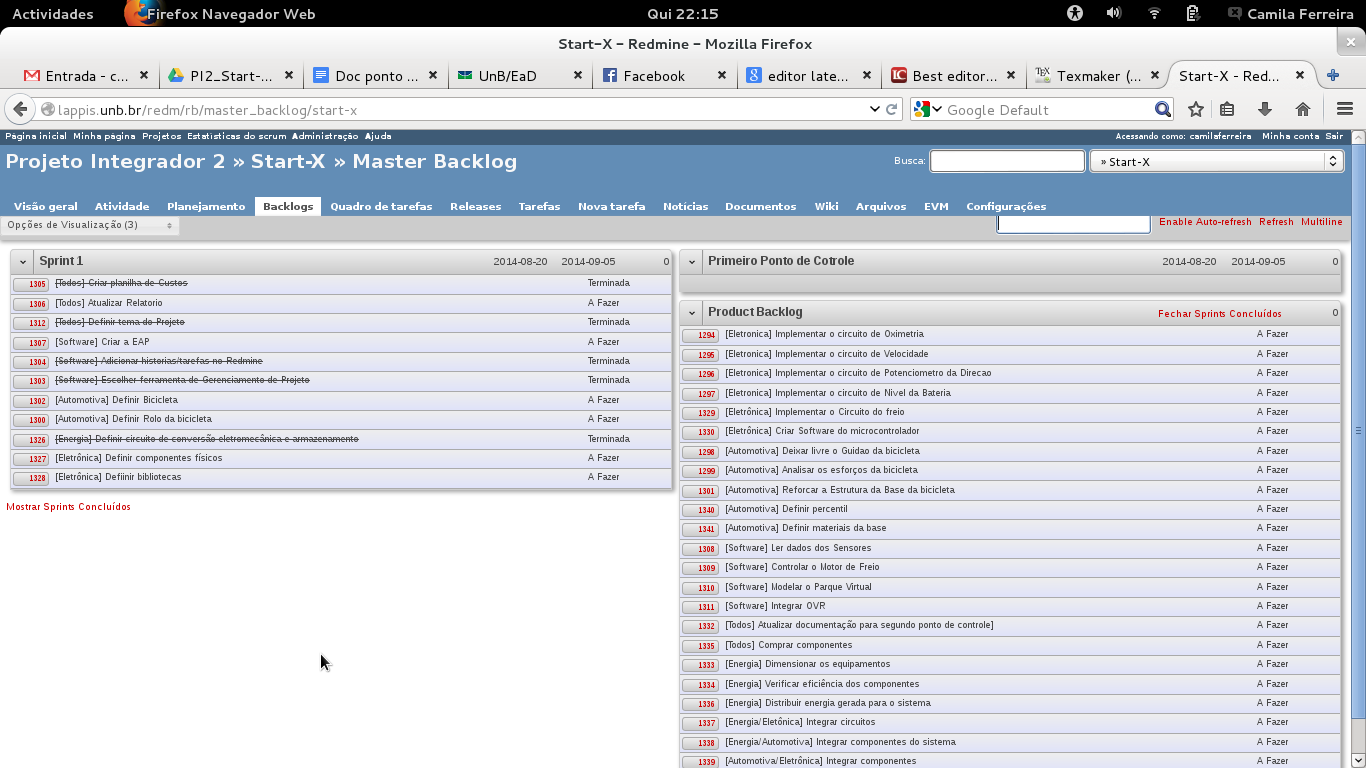 Atividades Firefox Navegador Web Qui 22:15 Camila Ferreira
Start-X - Redmine - Mozilla Firefox
Entrada - c... PI2_Start-... Doc ponto ... UnB/EaD Facebook editor late... Best editor... Texmaker (... Start-X - Red...
lappis.unb.br/redm/rb/master_backlog/start-x Google Default
Página inicial Minha página Projetos Estatísticas do scrum Administração Ajuda Acessando como: camilaferreira Minha conta Sair
Projeto Integrador 2 » Start-X » Master Backlog Busca: » Start-X
Visão geral Atividade Planejamento Backlogs Quadro de tarefas Releases Tarefas Nova tarefa Notícias Documentos Wiki Arquivos EVM Configurações
Opções de Visualização (3) Enable Auto-refresh Refresh Multiline
Sprint 1 2014-08-20 2014-09-05 0
1305 [Todos] Criar planilha de Custos Terminada
1306 [Todos] Atualizar Relatorio A Fazer
1312 [Todos] Definir tema do Projeto Terminada
1307 [Software] Criar a EAP A Fazer
1304 [Software] Adicionar historias/tarefas no Redmine Terminada
1303 [Software] Escolher ferramenta de Gerenciamento de Projeto Terminada
1302 [Automotiva] Definir Bicicleta A Fazer
1300 [Automotiva] Definir Rolo da bicicleta A Fazer
1326 [Energia] Definir circuito de conversão eletromecânica e armazenamento Terminada
1327 [Eletrônica] Definir componentes físicos A Fazer
1328 [Eletrônica] Defiinir bibliotecas A Fazer
Mostrar Sprints Concluídos
Primeiro Ponto de Cotrole 2014-08-20 2014-09-05 0
Product Backlog Fechar Sprints Concluídos 0
1294 [Eletronica] Implementar o circuito de Oximetria A Fazer
1295 [Eletronica] Implementar o circuito de Velocidade A Fazer
1296 [Eletronica] Implementar o circuito de Potenciometro da Direcao A Fazer
1297 [Eletronica] Implementar o circuito de Nivel da Bateria A Fazer
1329 [Eletrônica] Implementar o Circuito do freio A Fazer
1330 [Eletrônica] Criar Software do microcontrolador A Fazer
1298 [Automotiva] Deixar livre o Guidao da bicicleta A Fazer
1299 [Automotiva] Analisar os esforços da bicicleta A Fazer
1301 [Automotiva] Reforcar a Estrutura da Base da bicicleta A Fazer
1340 [Automotiva] Definir percentil A Fazer
1341 [Automotiva] Definir materiais da base A Fazer
1308 [Software] Ler dados dos Sensores A Fazer
1309 [Software] Controlar o Motor de Freio A Fazer
1310 [Software] Modelar o Parque Virtual A Fazer
1311 [Software] Integrar OVR A Fazer
1332 [Todos] Atualizar documentação para segundo ponto de controle] A Fazer
1335 [Todos] Comprar componentes A Fazer
1333 [Energia] Dimensionar os equipamentos A Fazer
1334 [Energia] Verificar eficiência dos componentes A Fazer
1336 [Energia] Distribuir energia gerada para o sistema A Fazer
1337 [Energia/Eletônica] Integrar circuitos A Fazer
1338 [Energia/Automotiva] Integrar componentes do sistema A Fazer
1339 [Automotiva/Eletrônica] Integrar componentes A Fazer